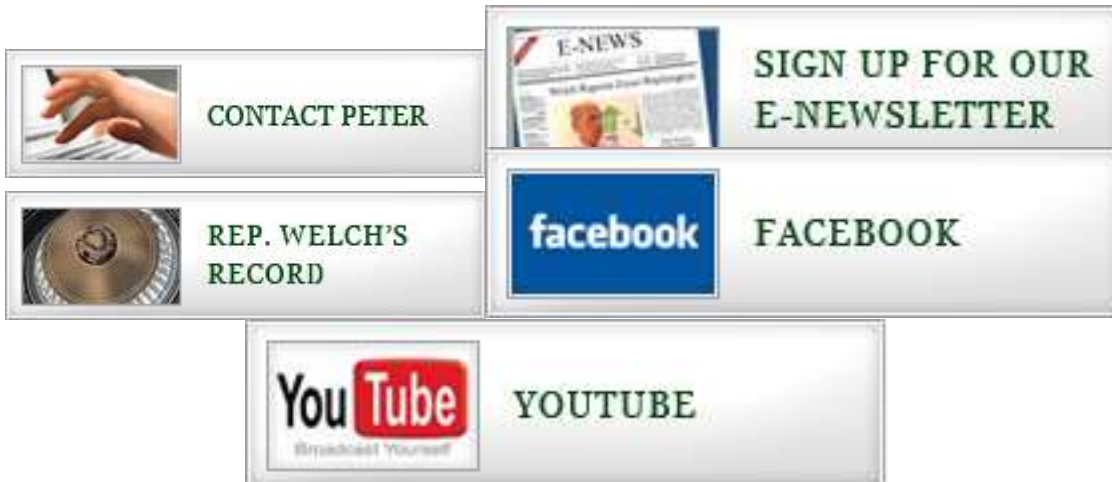 CONTACT PETER
E-NEWS
SIGN UP FOR OUR
E-NEWSLETTER
REP. WELCH'S
RECORD
facebook
FACEBOOK
YouTube
Broadcast Yourself
YOUTUBE